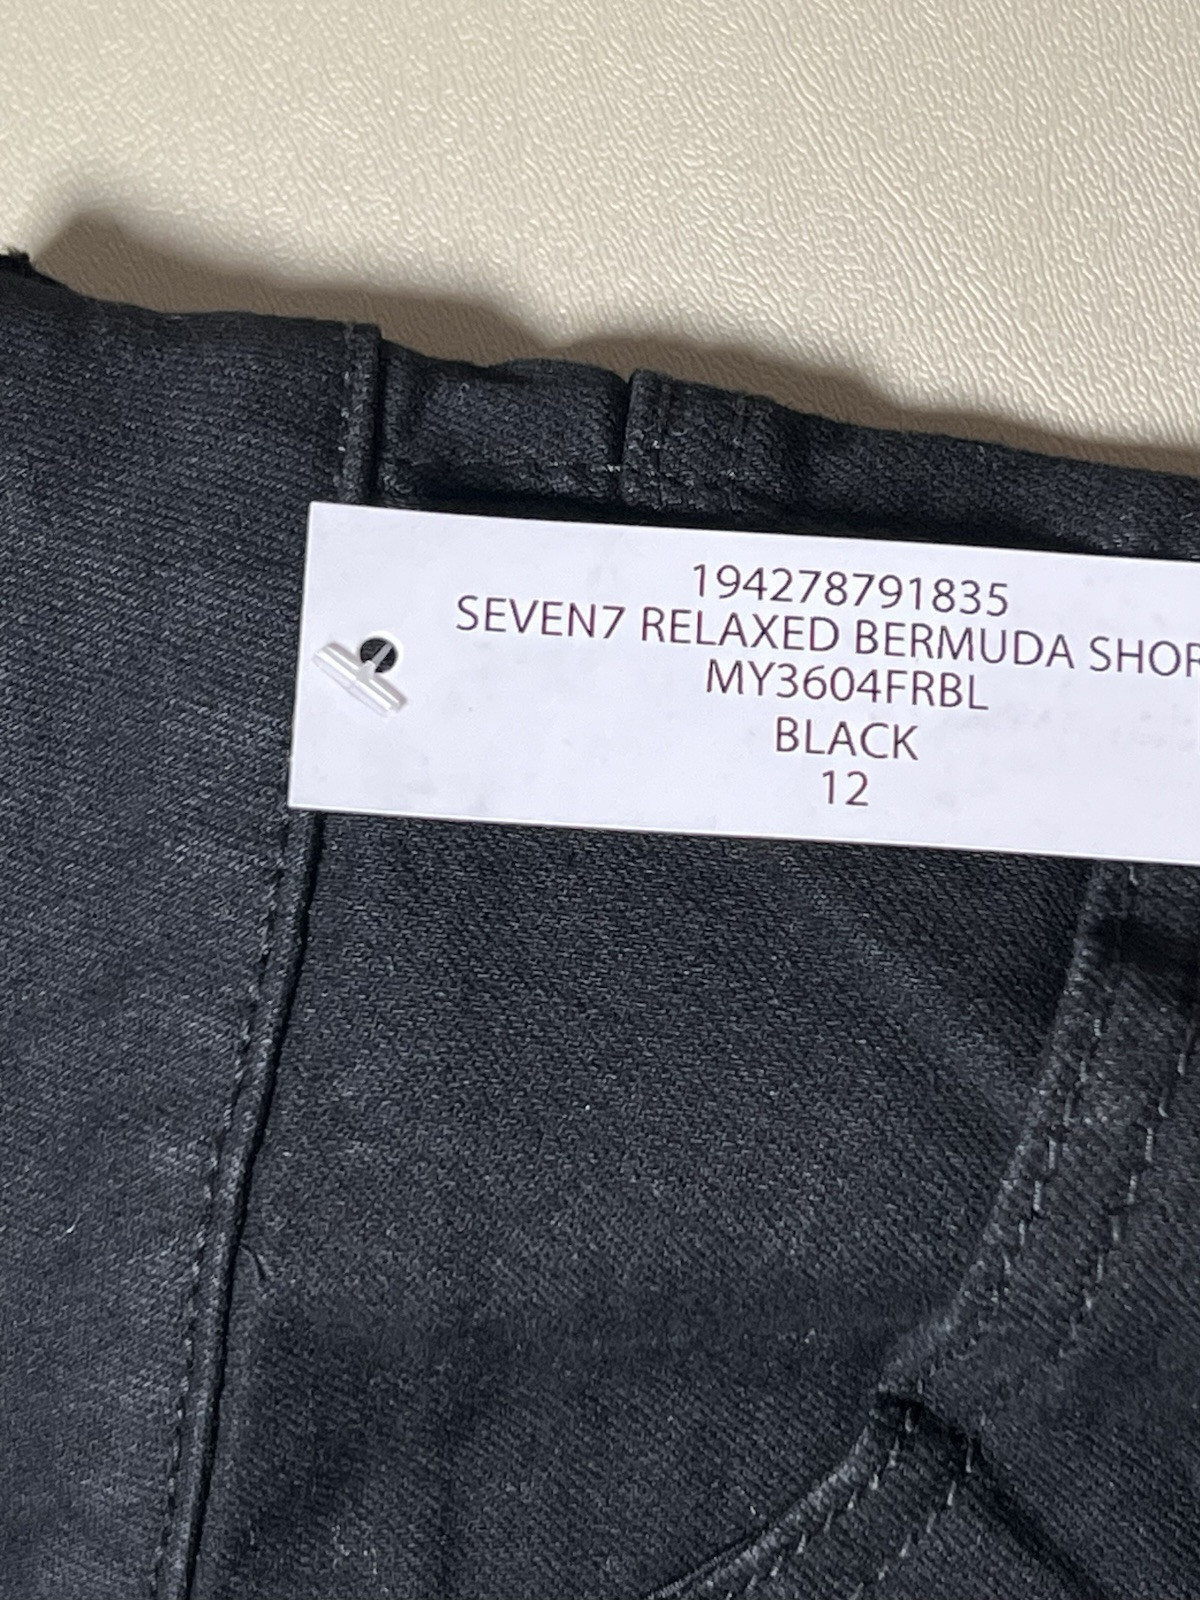 194278791835
SEVEN7 RELAXED BERMUDA SHOR
MY3604FRBL
BLACK
12